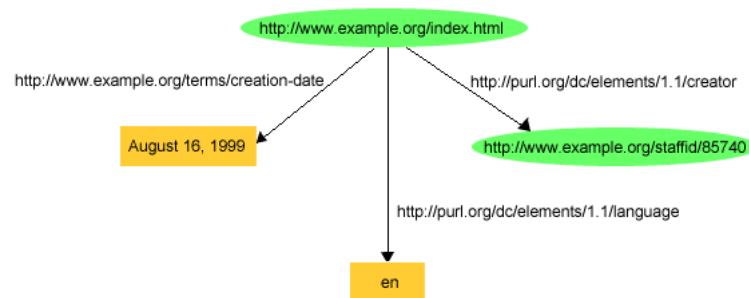 http://www.example.org/index.html
http://www.example.org/terms/creation-date
http://purl.org/dc/elements/1.1/creator
August 16, 1999
http://www.example.org/staffid/85740
http://purl.org/dc/elements/1.1/language
en